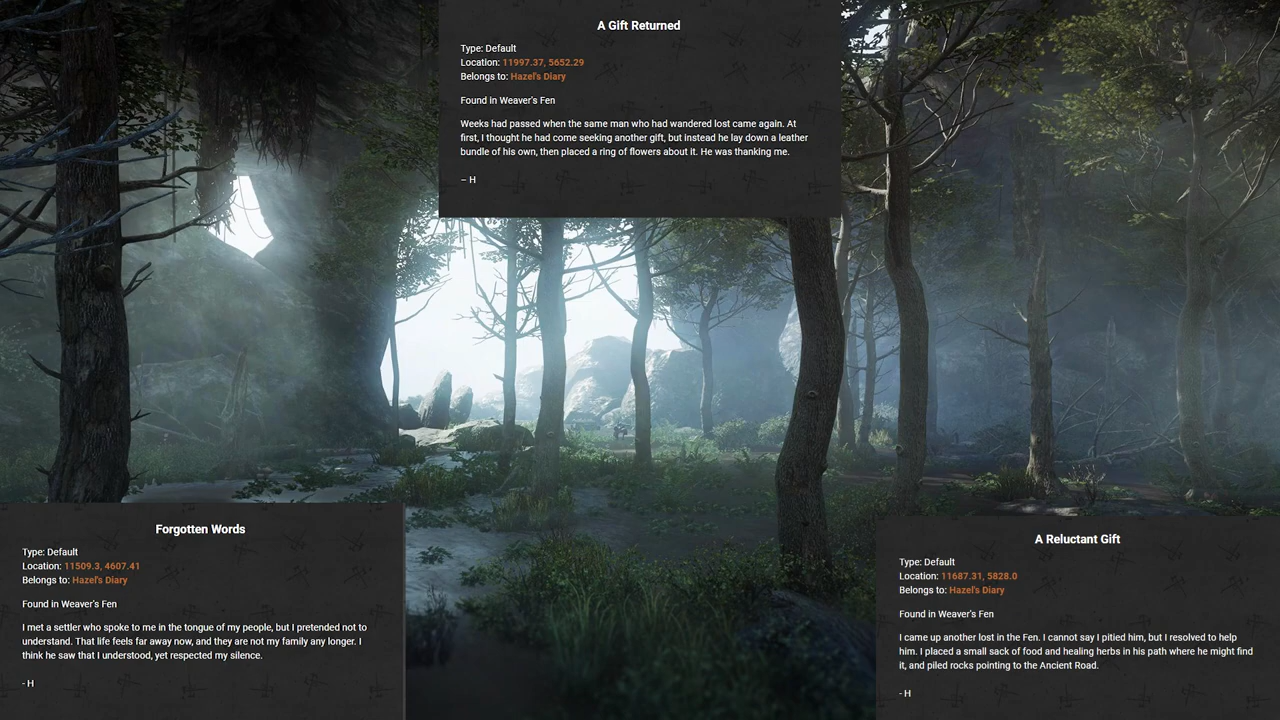 A Gift Returned
Type: Default
Location: 11997.37, 5652.29
Belongs to: Hazel's Diary
Found in Weaver's Fen
Weeks had passed when the same man who had wandered lost came again. At
first, I thought he had come seeking another gift, but instead he lay down a leather
bundle of his own, then placed a ring of flowers about it. He was thanking me.
– H
Forgotten Words
Type: Default
Location: 11509.3, 4607.41
Belongs to: Hazel's Diary
Found in Weaver's Fen
I met a settler who spoke to me in the tongue of my people, but I pretended not to
understand. That life feels far away now, and they are not my family any longer. I
think he saw that I understood, yet respected my silence.
- H
A Reluctant Gift
Type: Default
Location: 11687.31, 5828.0
Belongs to: Hazel's Diary
Found in Weaver's Fen
I came up another lost in the Fen. I cannot say I pitied him, but I resolved to help
him. I placed a small sack of food and healing herbs in his path where he might find
it, and piled rocks pointing to the Ancient Road.
- H